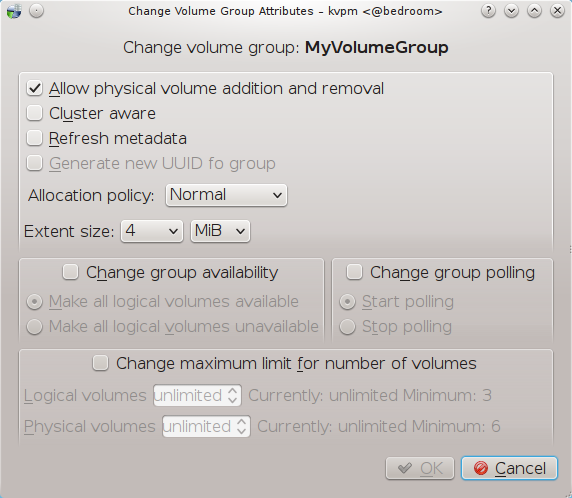 Change Volume Group Attributes – kvpm <@bedroom>
Change volume group: MyVolumeGroup
Allow physical volume addition and removal
Cluster aware
Refresh metadata
Generate new UUID fo group
Allocation policy: Normal
Extent size: 4 MiB
Change group availability
Make all logical volumes available
Make all logical volumes unavailable
Change group polling
Start polling
Stop polling
Change maximum limit for number of volumes
Logical volumes unlimited Currently: unlimited Minimum: 3
Physical volumes unlimited Currently: unlimited Minimum: 6
OK Cancel